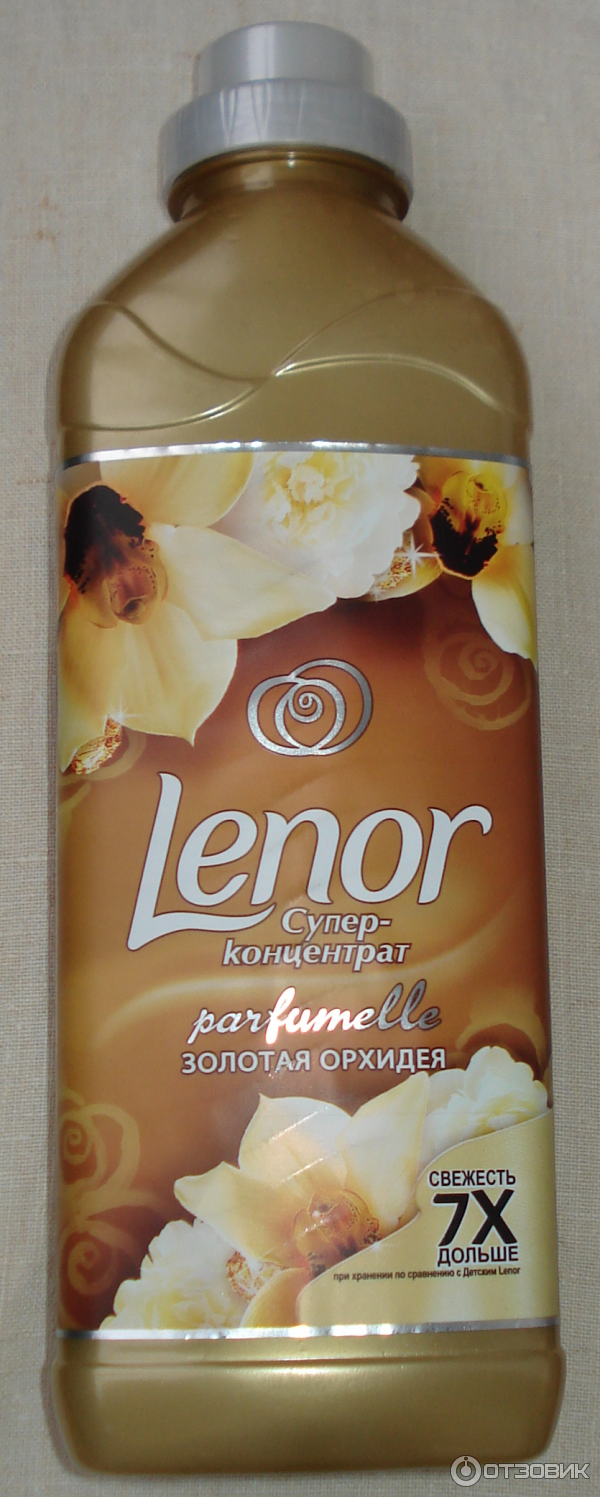 Lenor
Супер-
концентрат
parfumelle
ЗОЛОТАЯ ОРХИДЕЯ
СВЕЖЕСТЬ
7X
ДОЛЬШЕ
при хранении по сравнению с Детским Lenor
ОТЗОВИК